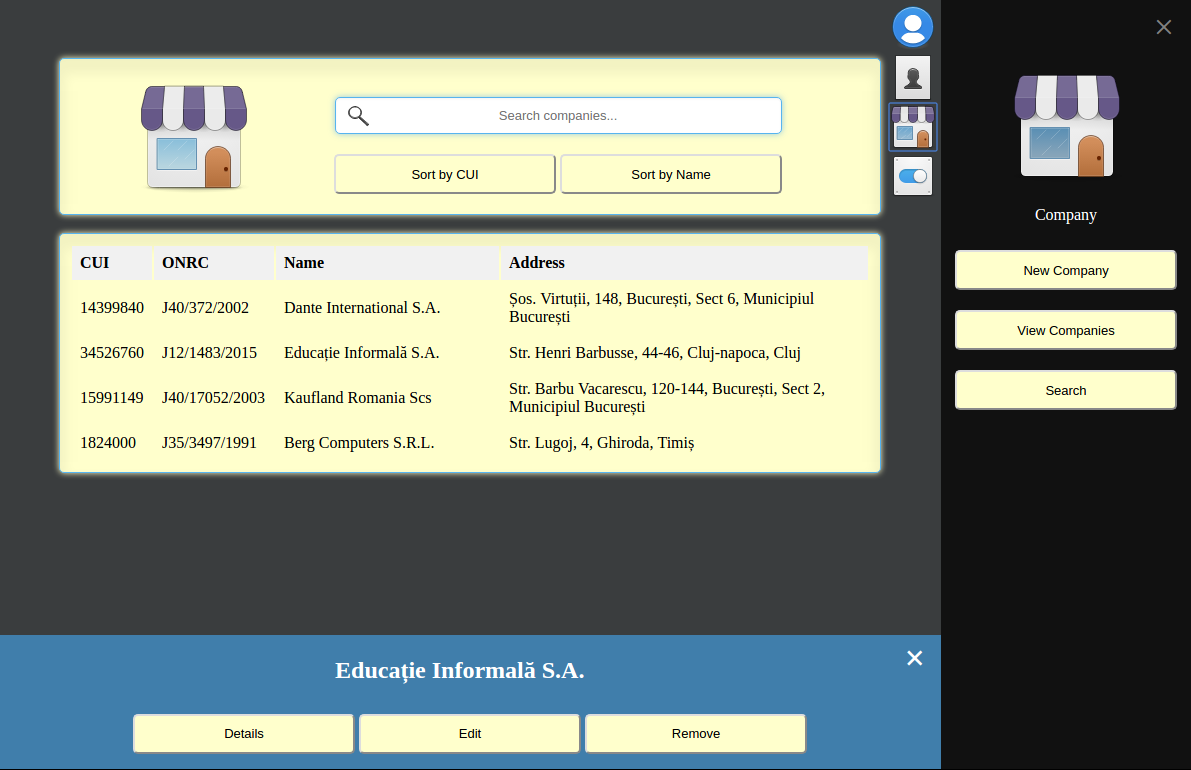 Search companies...
Sort by CUI Sort by Name
CUI ONRC Name Address
14399840 J40/372/2002 Dante International S.A. Șos. Virtuții, 148, București, Sect 6, Municipiul
București
34526760 J12/1483/2015 Educație Informală S.A. Str. Henri Barbusse, 44-46, Cluj-napoca, Cluj
15991149 J40/17052/2003 Kaufland Romania Scs Str. Barbu Vacarescu, 120-144, București, Sect 2,
Municipiul București
1824000 J35/3497/1991 Berg Computers S.R.L. Str. Lugoj, 4, Ghiroda, Timiș
Educație Informală S.A.
Details Edit Remove
Company
New Company
View Companies
Search